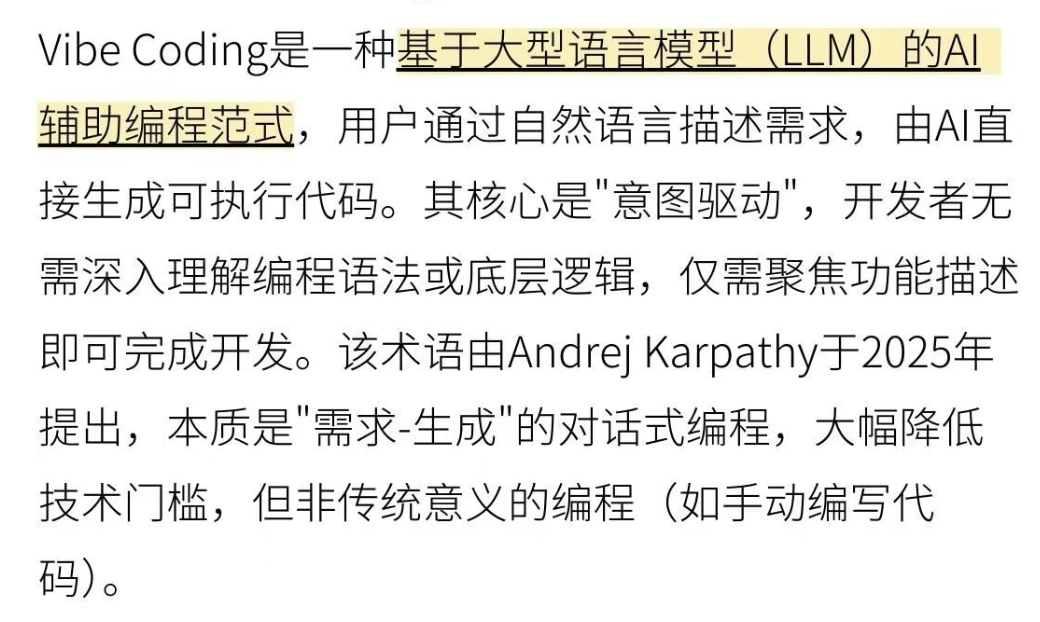 Vibe Coding是一种基于大型语言模型（LLM）的AI
辅助编程范式，用户通过自然语言描述需求，由AI直
接生成可执行代码。其核心是"意图驱动"，开发者无
需深入理解编程语法或底层逻辑，仅需聚焦功能描述
即可完成开发。该术语由Andrej Karpathy于2025年
提出，本质是"需求-生成"的对话式编程，大幅降低
技术门槛，但非传统意义的编程（如手动编写代
码）。